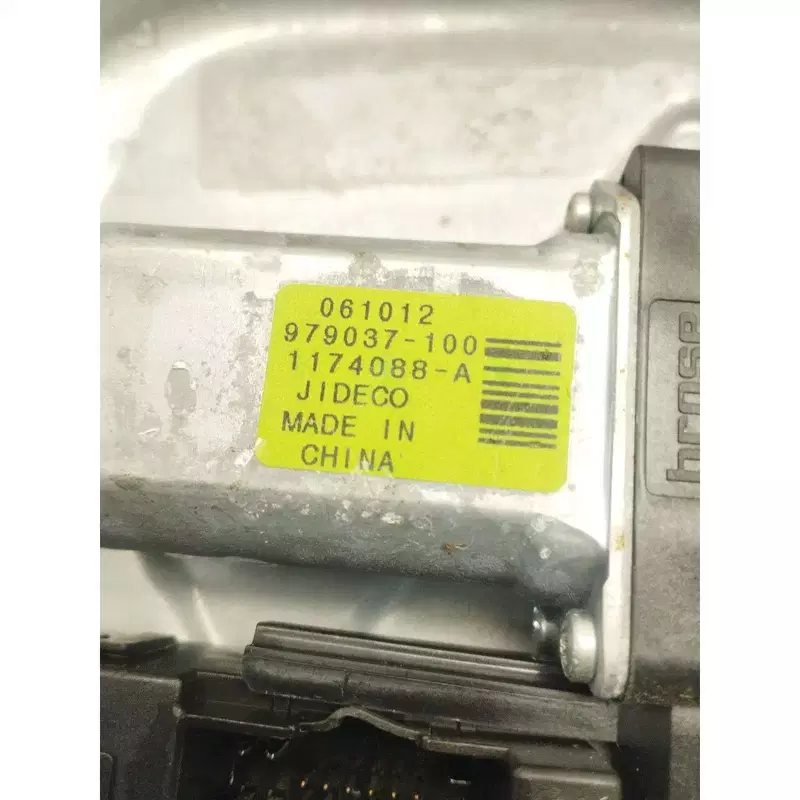 061012
979037-100
1174088-A
JIDECO
MADE IN
CHINA
brose